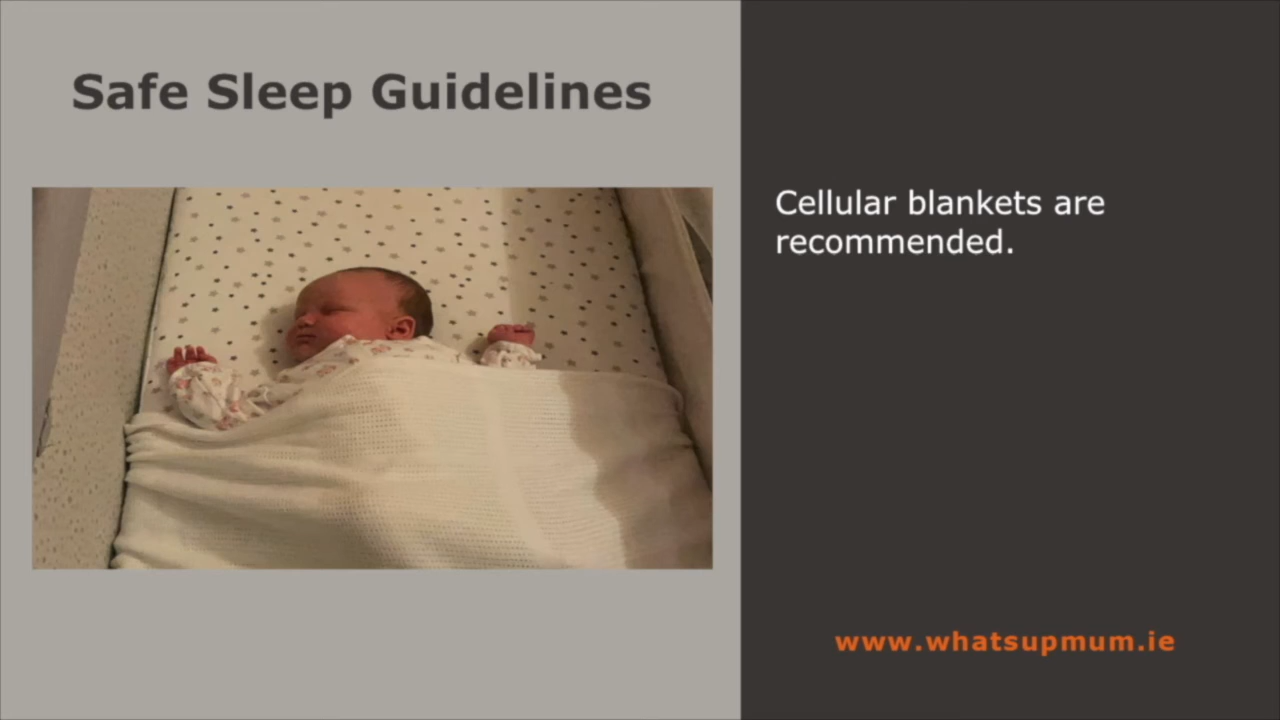 Safe Sleep Guidelines
Cellular blankets are
recommended.
www.whatsupmum.ie